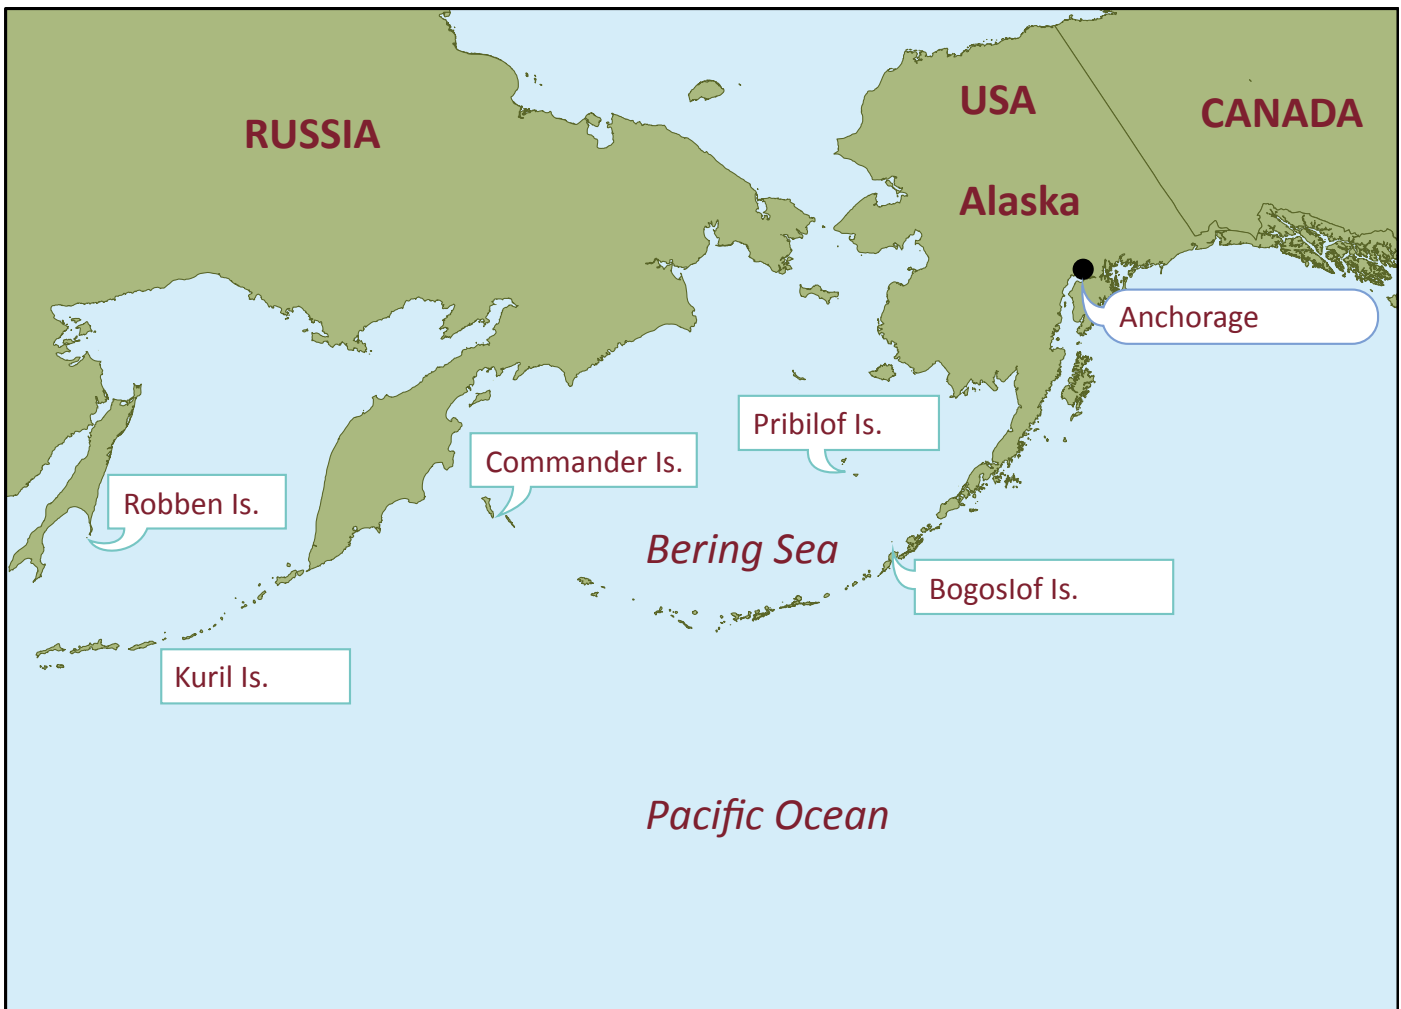 USA
RUSSIA
CANADA
Alaska
Anchorage
Pribilof Is.
Commander Is.
Robben Is.
Bering Sea
Bogoslof Is.
Kuril Is.
Pacific Ocean